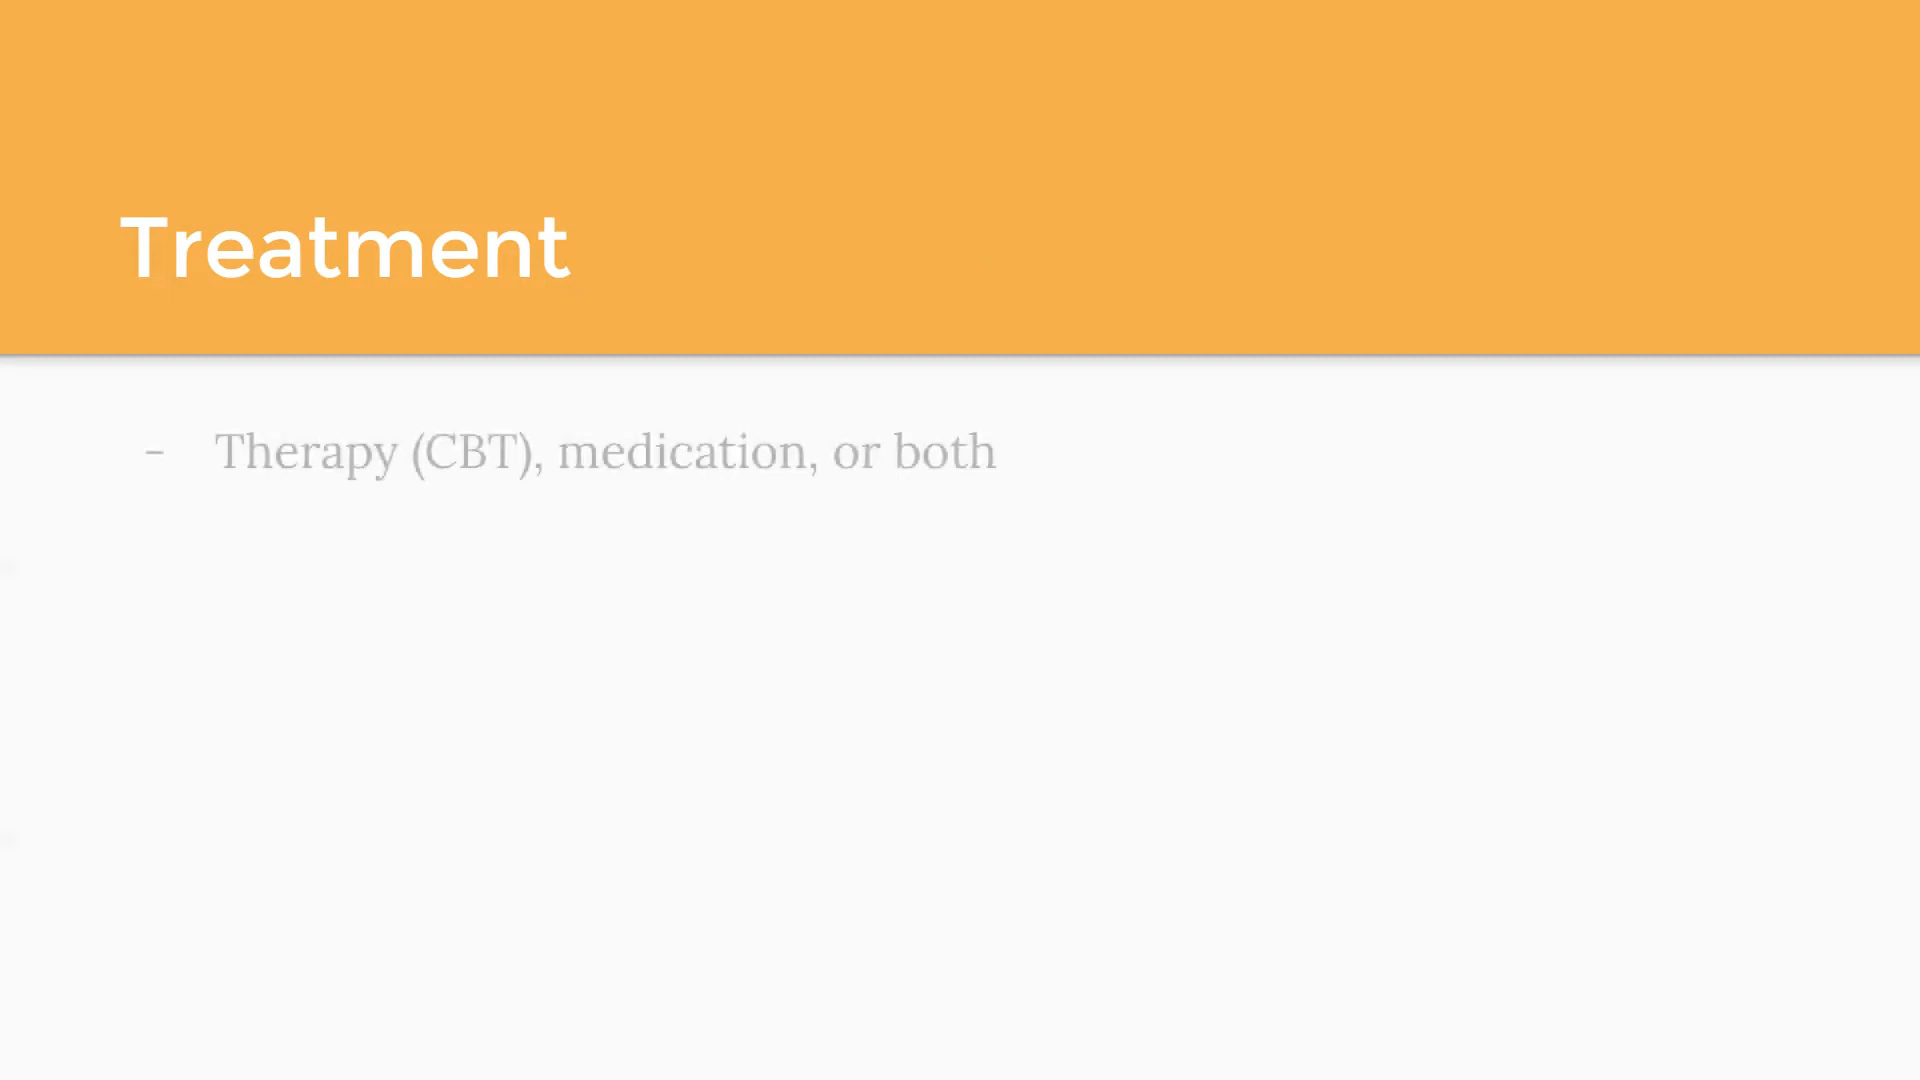 Treatment
- Therapy (CBT), medication, or both